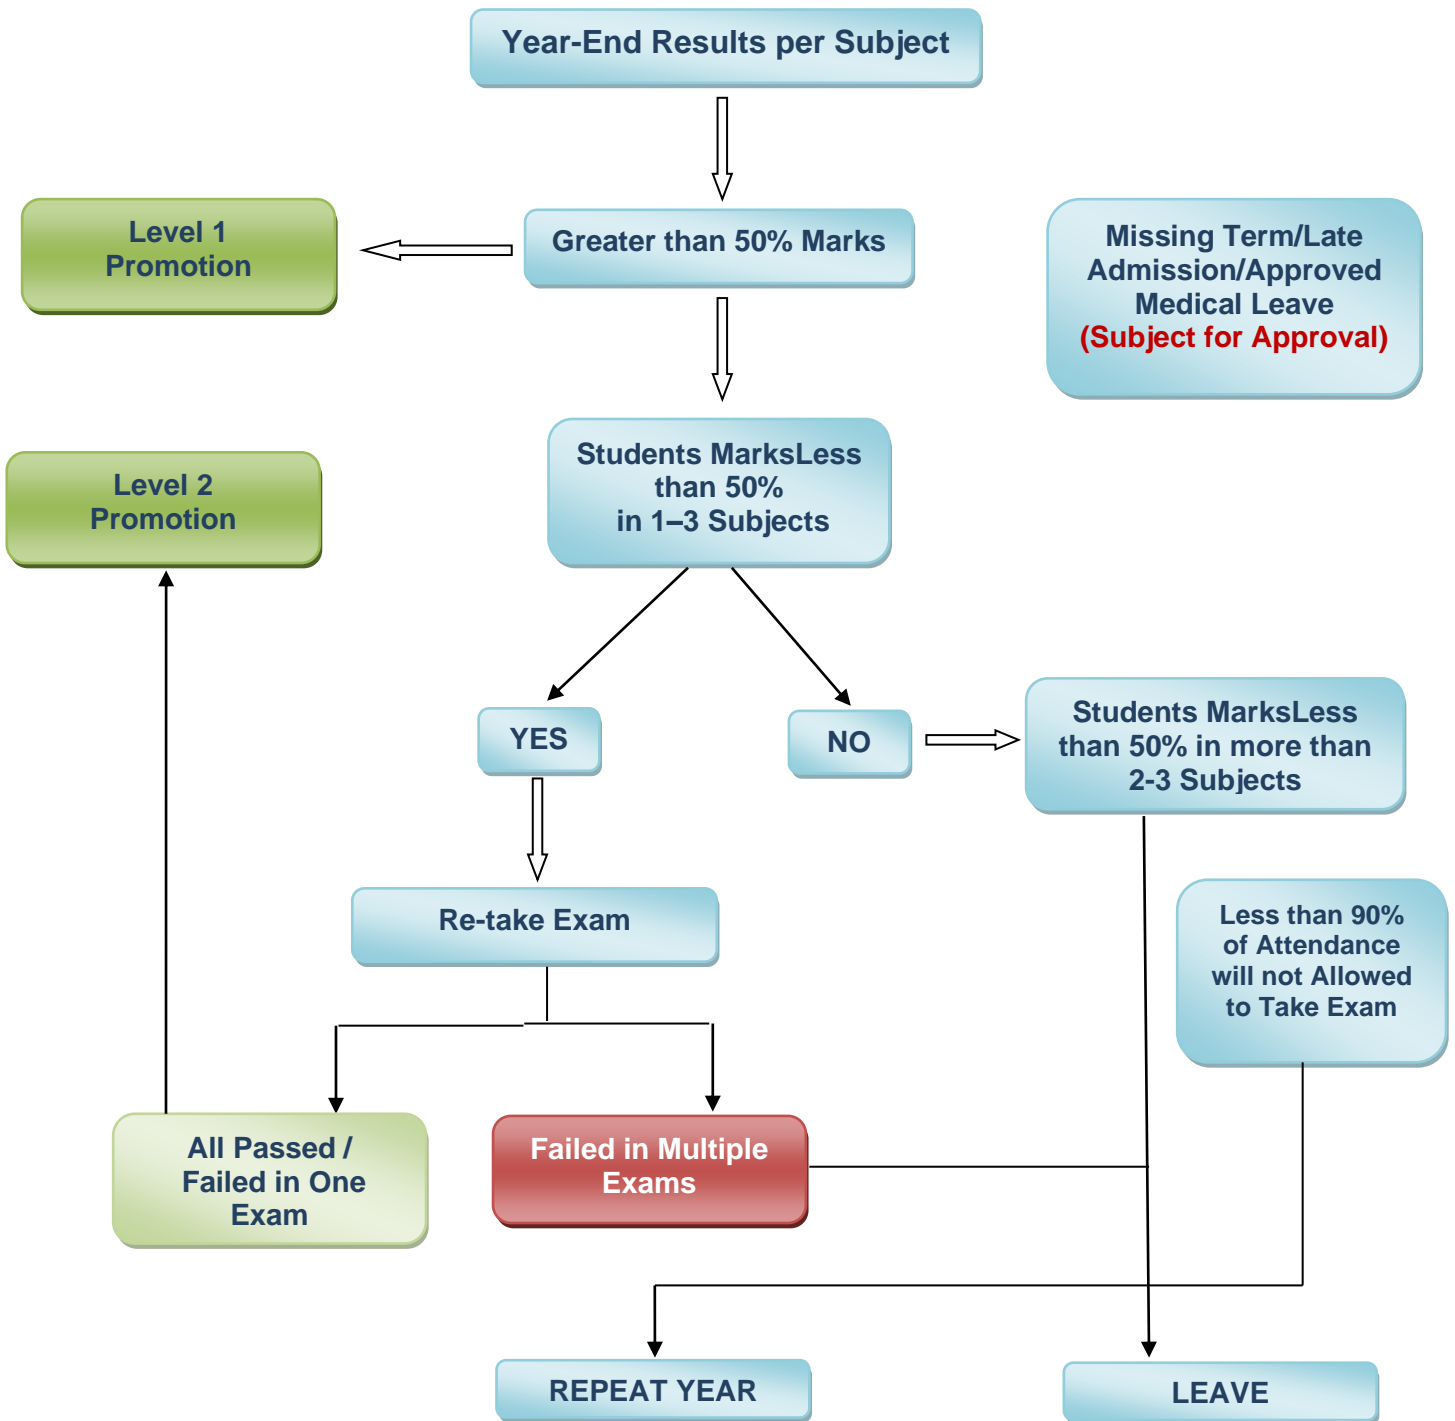 Year-End Results per Subject
Level 1
Promotion
Greater than 50% Marks
Missing Term/Late
Admission/Approved
Medical Leave
(Subject for Approval)
Level 2
Promotion
Students MarksLess
than 50%
in 1–3 Subjects
YES
NO
Students MarksLess
than 50% in more than
2-3 Subjects
Re-take Exam
Less than 90%
of Attendance
will not Allowed
to Take Exam
All Passed /
Failed in One
Exam
Failed in Multiple
Exams
REPEAT YEAR
LEAVE